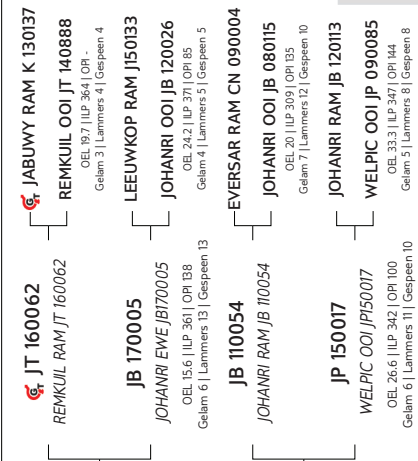 JT 160062
REMKUIL RAM JT 160062
JB 170005
JOHANRI EWE JB170005
OEL 15.6 | ILP 361 | OPI 138
Gelam 6 | Lammers 13 | Gespeen 13
JB 110054
JOHANRI RAM JB 110054
JP 150017
WELPIC OOI JP150017
OEL 26.6 | ILP 342 | OPI 100
Gelam 6 | Lammers 11 | Gespeen 10
GT JABUWY RAM K 130137
REMKUIL OOI JT 140888
OEL 19.7 | ILP 364 | OPI -
Gelam 3 | Lammers 4 | Gespeen 4
LEEUWKOP RAM J150133
JOHANRI OOI JB 120026
OEL 24.2 | ILP 371 | OPI 85
Gelam 4 | Lammers 5 | Gespeen 5
EVERSAR RAM CN 090004
JOHANRI OOI JB 080115
OEL 20 | ILP 309 | OPI 135
Gelam 7 | Lammers 12 | Gespeen 10
JOHANRI RAM JB 120113
WELPIC OOI JP 090085
OEL 33.3 | ILP 347 | OPI 144
Gelam 5 | Lammers 8 | Gespeen 8